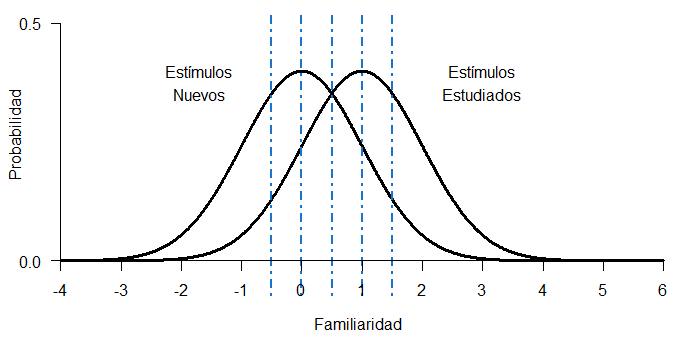 0.5
Estímulos
Nuevos
Estímulos
Estudiados
Probabilidad
0.0
-4 -3 -2 -1 0 1 2 3 4 5 6
Familiaridad